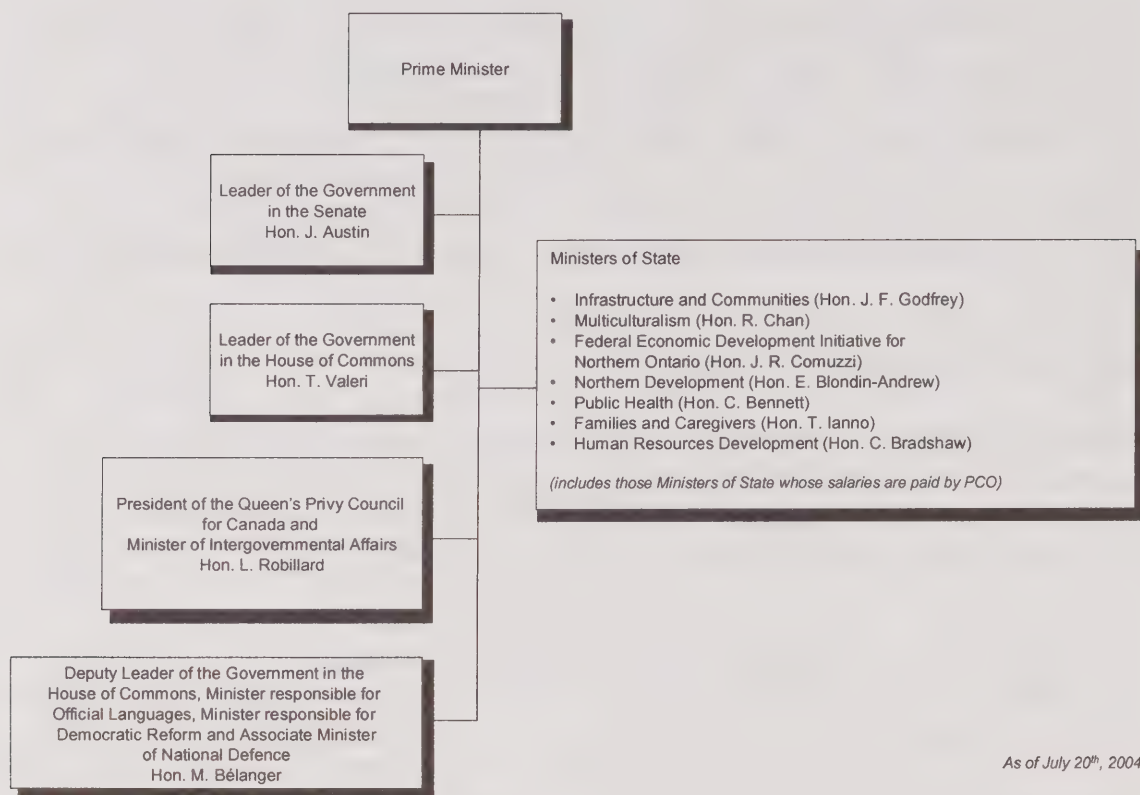 Prime Minister
Leader of the Government
in the Senate
Hon. J. Austin
Leader of the Government
in the House of Commons
Hon. T. Valeri
President of the Queen's Privy Council
for Canada and
Minister of Intergovernmental Affairs
Hon. L. Robillard
Deputy Leader of the Government in the
House of Commons, Minister responsible for
Official Languages, Minister responsible for
Democratic Reform and Associate Minister
of National Defence
Hon. M. Bélanger
Ministers of State
• Infrastructure and Communities (Hon. J. F. Godfrey)
• Multiculturalism (Hon. R. Chan)
• Federal Economic Development Initiative for
Northern Ontario (Hon. J. R. Comuzzi)
• Northern Development (Hon. E. Blondin-Andrew)
• Public Health (Hon. C. Bennett)
• Families and Caregivers (Hon. T. Ianno)
• Human Resources Development (Hon. C. Bradshaw)
(includes those Ministers of State whose salaries are paid by PCO)
As of July 20th, 2004